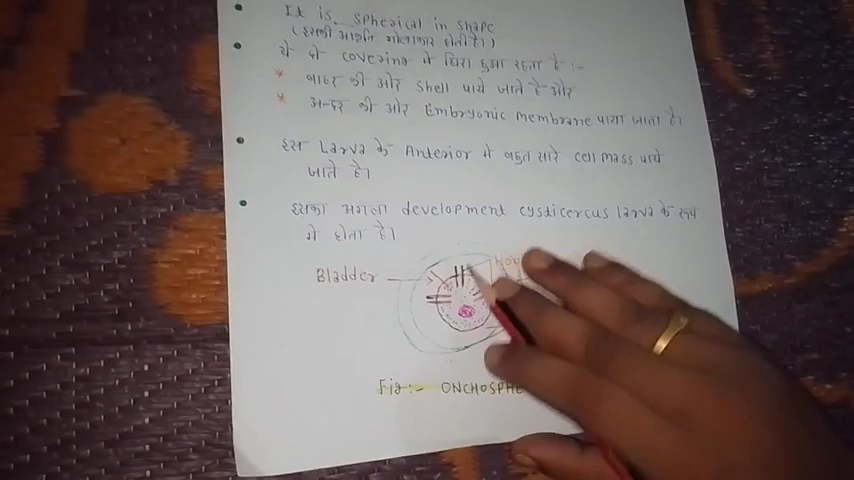 It is spherical in shape
(इसकी आकृति गोलाकार होती है।)
ये दो covering से घिरा हुआ रहता है :-
* बाहर की ओर shell पाये जाते है और
* अन्दर की ओर Embryonic membrane पाया जाता है।
इस Larva के Anterior में बहुत सारे cell mass पाये
जाते है।
इसका अगला development cysticercus larva के रूप
में होता है।
Bladder
Fig:- ONCHOSPHE